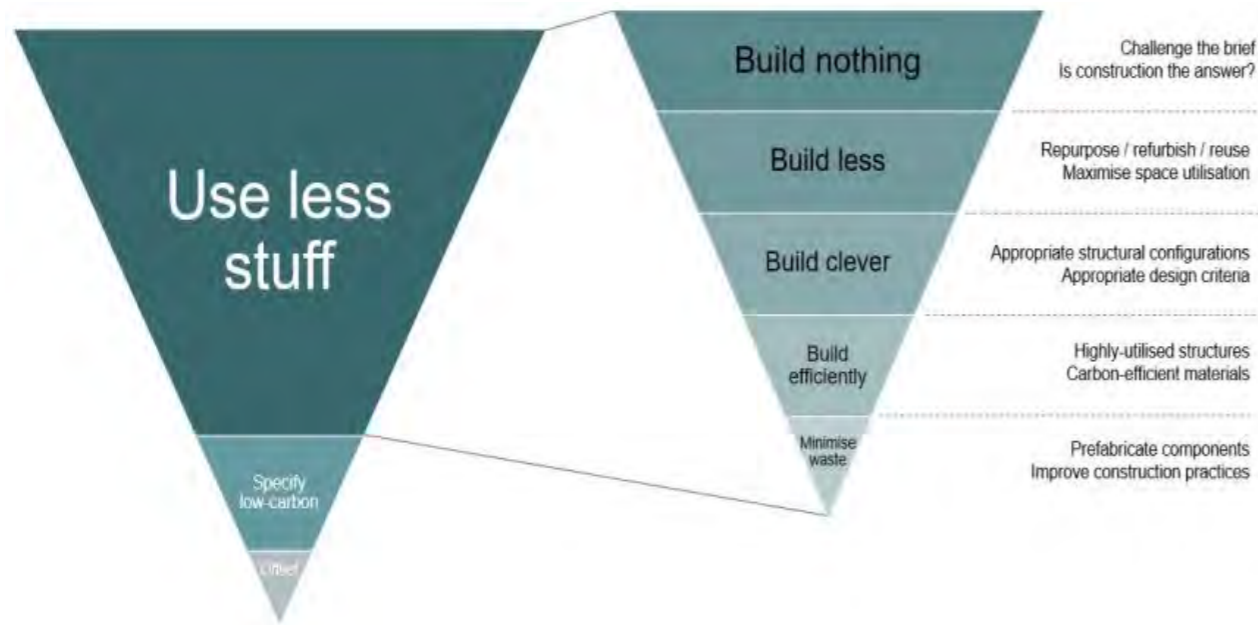 Use less
stuff
Specify
low-carbon
Offset
Build nothing
Challenge the brief
Is construction the answer?
Build less
Repurpose / refurbish / reuse
Maximise space utilisation
Build clever
Appropriate structural configurations
Appropriate design criteria
Build
efficiently
Highly-utilised structures
Carbon-efficient materials
Minimise
waste
Prefabricate components
Improve construction practices